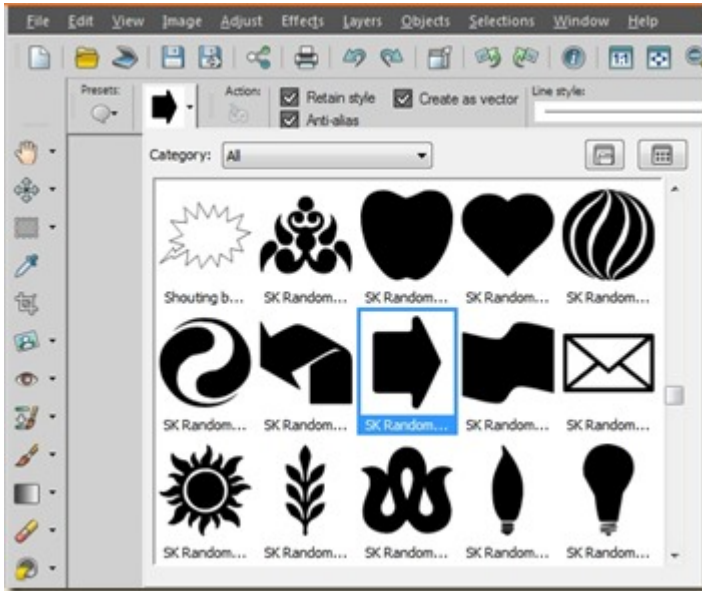 File Edit View Image Adjust Effects Layers Objects Selections Window Help
1:1
Presets: Action: Retain style Create as vector Line style:
Anti-alias
Category: All
Shouting b... SK Random... SK Random... SK Random... SK Random...
SK Random... SK Random... SK Random... SK Random... SK Random...
SK Random... SK Random... SK Random... SK Random... SK Random...